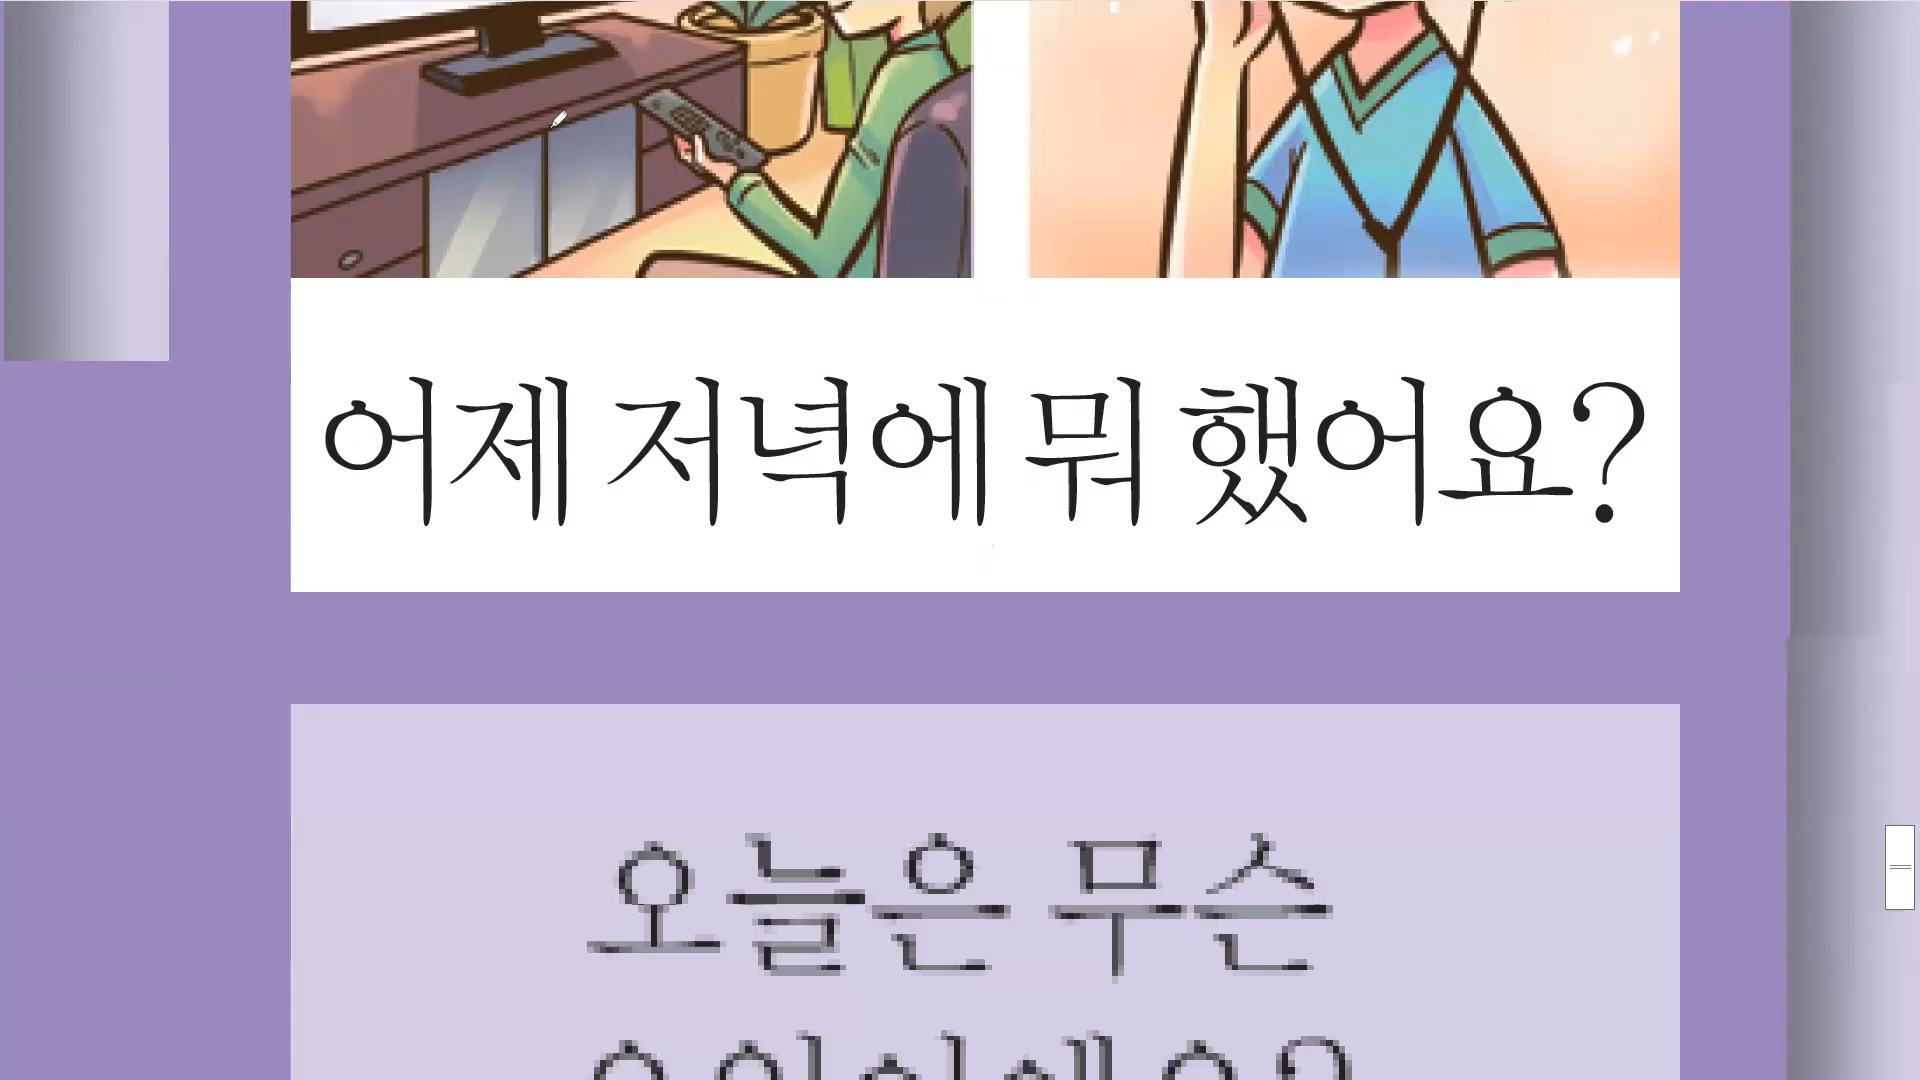 어제 저녁에 뭐 했어요?
오늘은 무슨